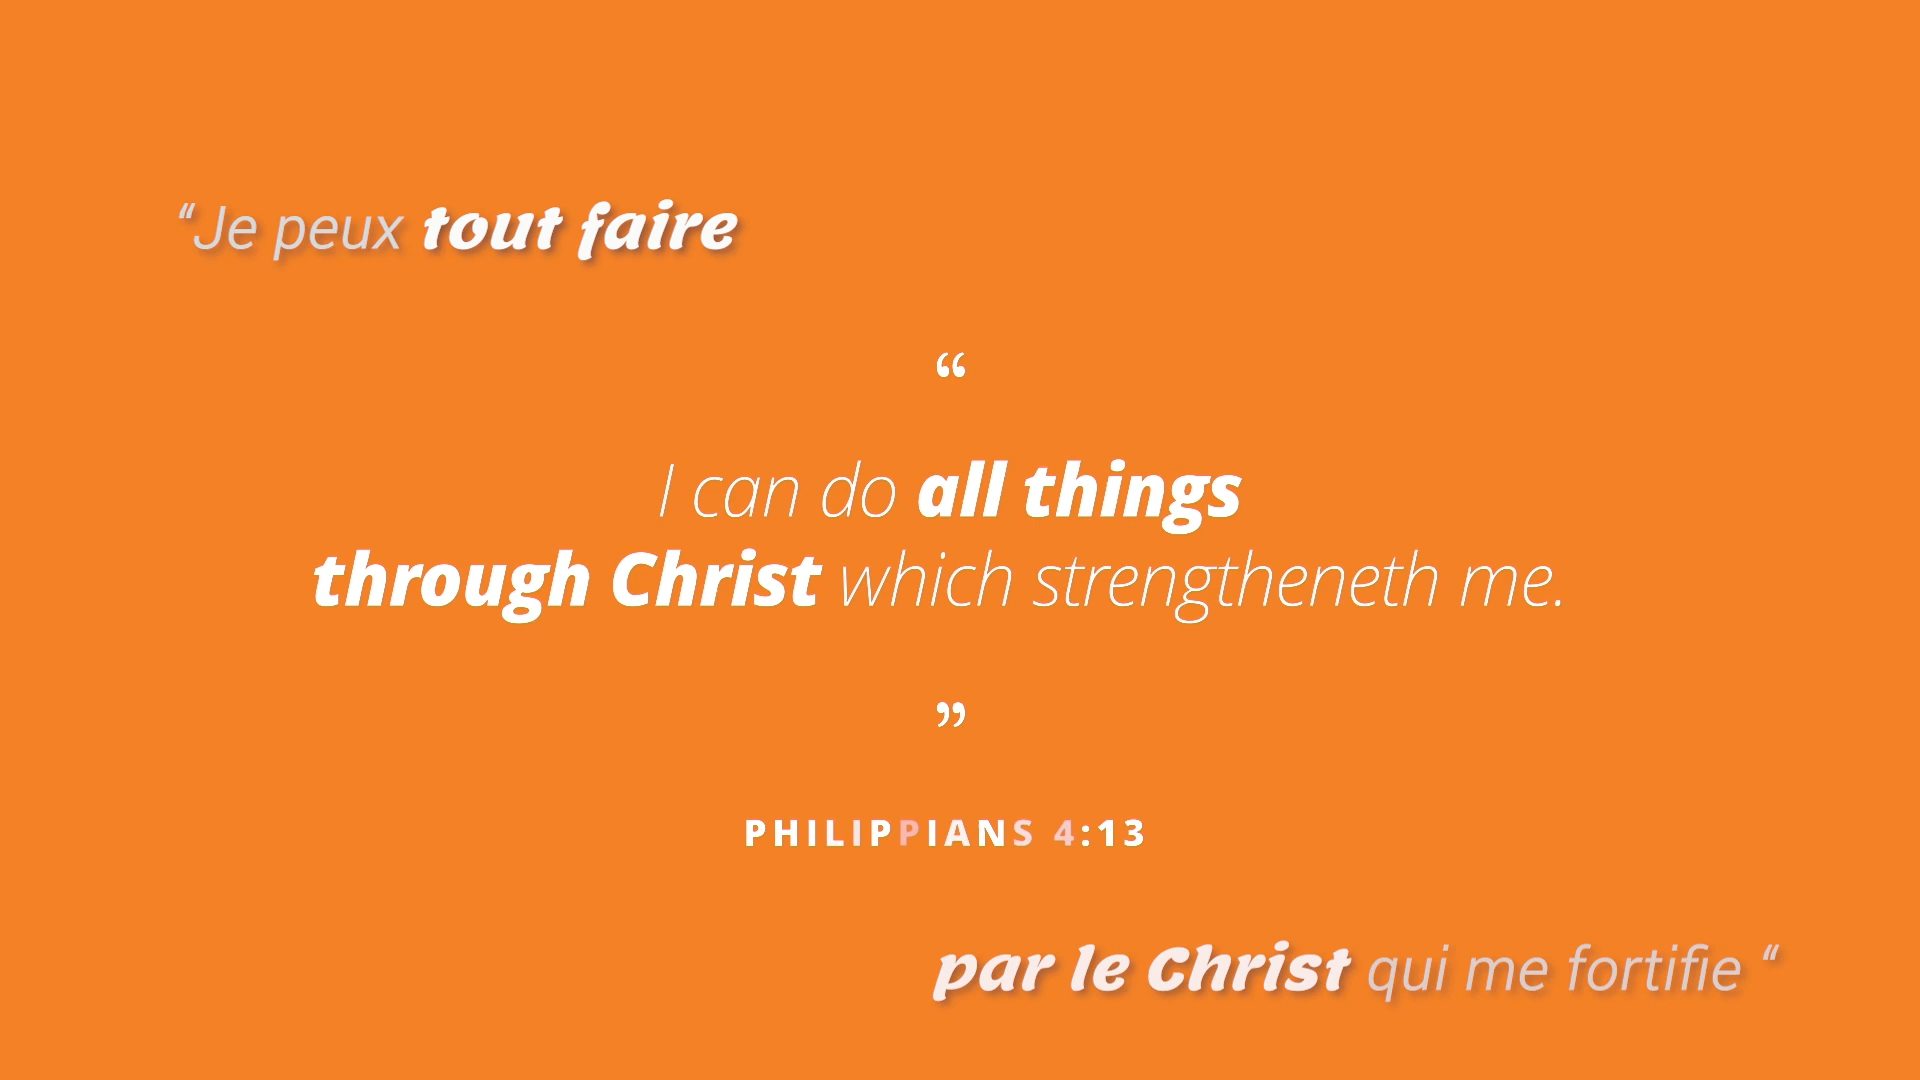 “Je peux tout faire
“
I can do all things
through Christ which strengtheneth me.
”
PHILIPPIANS 4:13
par le Christ qui me fortifie “